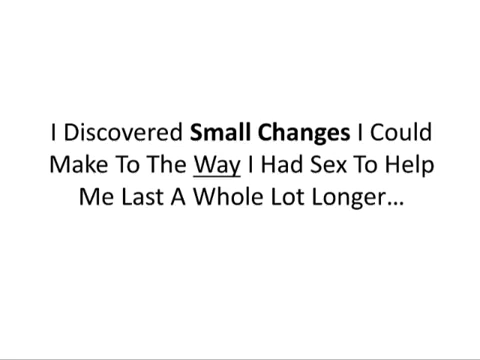 I Discovered Small Changes I Could
Make To The Way I Had Sex To Help
Me Last A Whole Lot Longer…